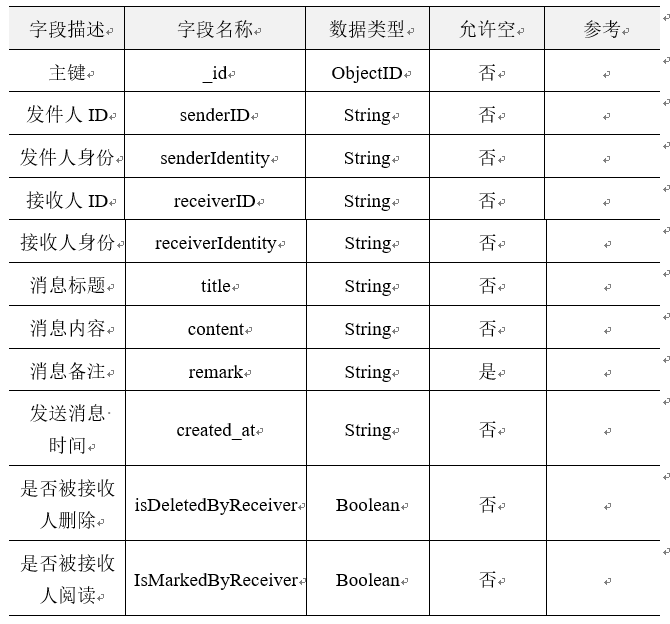 字段描述 字段名称 数据类型 允许空 参考
主键 _id ObjectID 否
发件人 ID senderID String 否
发件人身份 senderIdentity String 否
接收人 ID receiverID String 否
接收人身份 receiverIdentity String 否
消息标题 title String 否
消息内容 content String 否
消息备注 remark String 是
发送消息
时间 created_at String 否
是否被接收
人删除 isDeletedByReceiver Boolean 否
是否被接收
人阅读 IsMarkedByReceiver Boolean 否